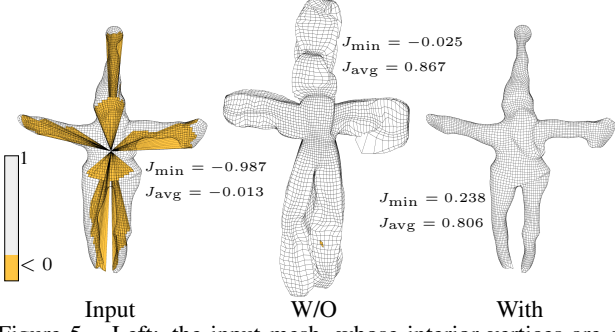 J_min = −0.025
J_avg = 0.867
1
J_min = −0.987
J_avg = −0.013
J_min = 0.238
J_avg = 0.806
< 0
Input W/O With
Figure 5. Left: the input mesh, whose interior vertices are